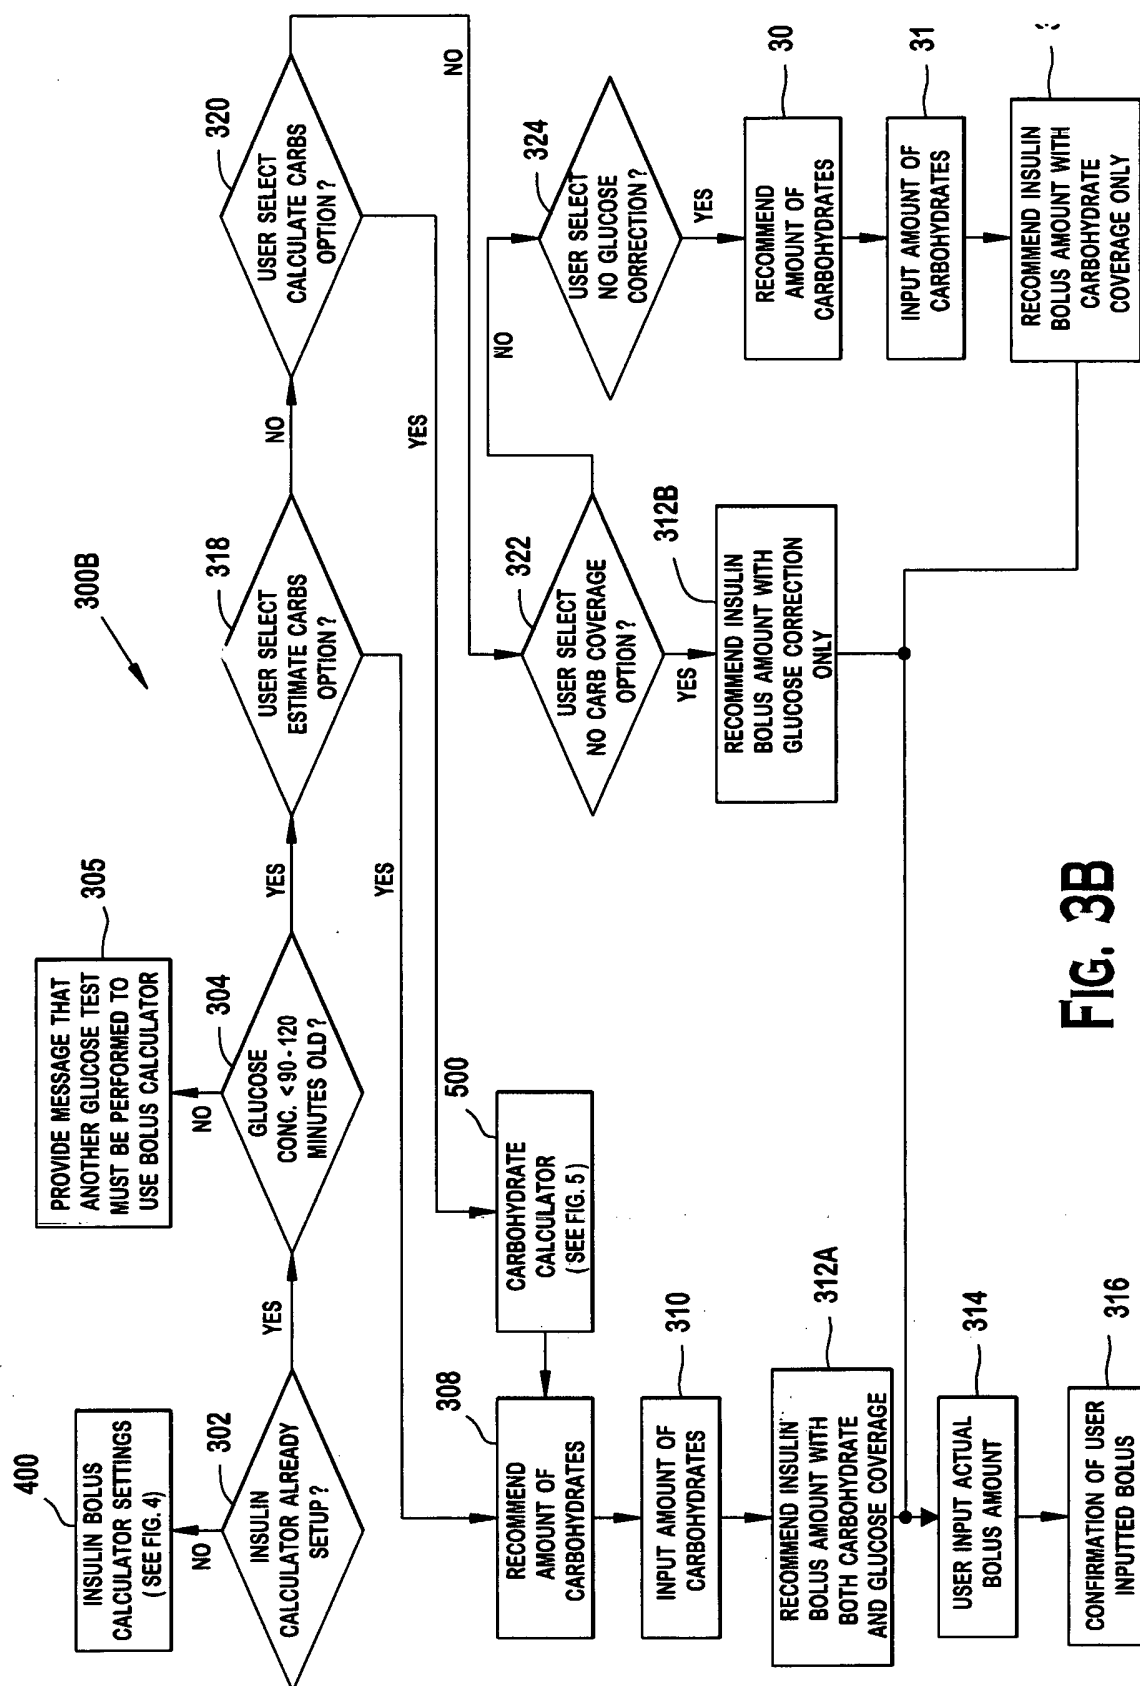 300B
400
INSULIN BOLUS
CALCULATOR SETTINGS
(SEE FIG. 4)
NO
302
INSULIN
CALCULATOR ALREADY
SETUP?
YES
305
PROVIDE MESSAGE THAT
ANOTHER GLUCOSE TEST
MUST BE PERFORMED TO
USE BOLUS CALCULATOR
NO
304
GLUCOSE
CONC. < 90 - 120
MINUTES OLD?
YES
318
USER SELECT
ESTIMATE CARBS
OPTION?
NO
YES
320
USER SELECT
CALCULATE CARBS
OPTION?
YES
NO
500
CARBOHYDRATE
CALCULATOR
(SEE FIG. 5)
308
RECOMMEND
AMOUNT OF
CARBOHYDRATES
310
INPUT AMOUNT OF
CARBOHYDRATES
312A
RECOMMEND INSULIN
BOLUS AMOUNT WITH
BOTH CARBOHYDRATE
AND GLUCOSE COVERAGE
314
USER INPUT ACTUAL
BOLUS AMOUNT
316
CONFIRMATION OF USER
INPUTTED BOLUS
322
USER SELECT
NO CARB COVERAGE
OPTION?
NO
YES
312B
RECOMMEND INSULIN
BOLUS AMOUNT WITH
GLUCOSE CORRECTION
ONLY
324
USER SELECT
NO GLUCOSE
CORRECTION?
YES
30
RECOMMEND
AMOUNT OF
CARBOHYDRATES
31
INPUT AMOUNT OF
CARBOHYDRATES
RECOMMEND INSULIN
BOLUS AMOUNT WITH
CARBOHYDRATE
COVERAGE ONLY
FIG. 3B